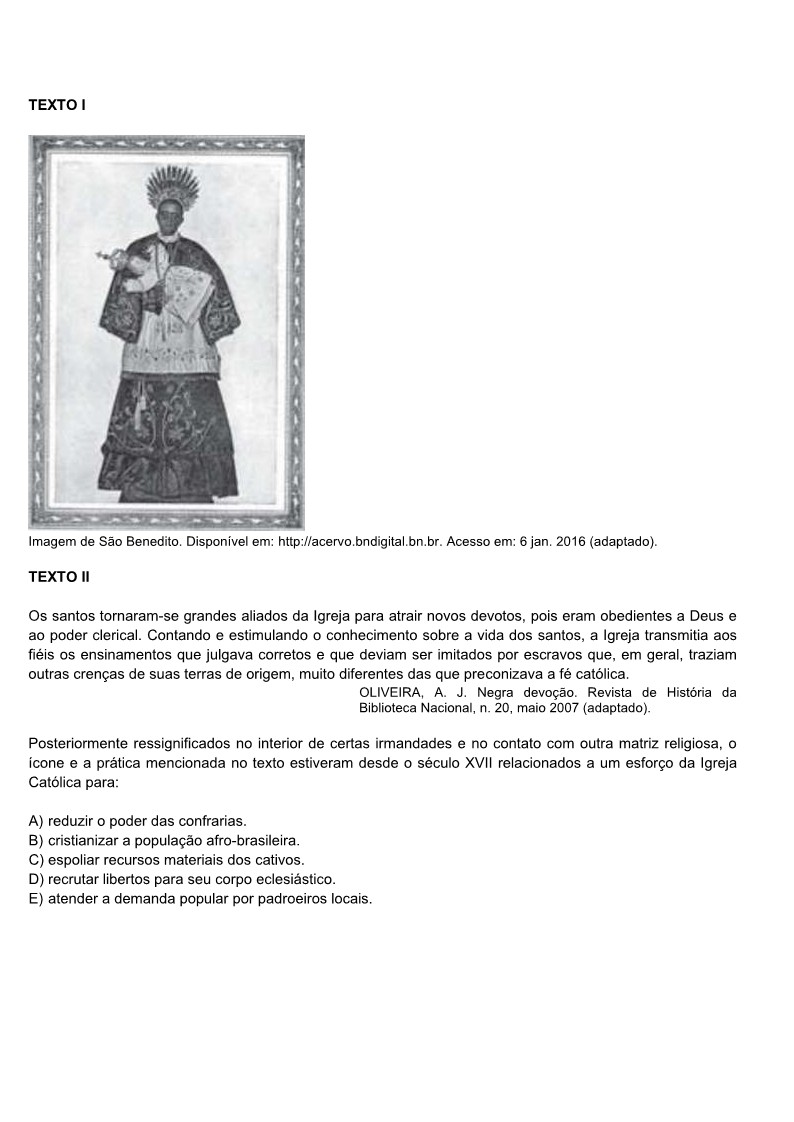 TEXTO I
Imagem de São Benedito. Disponível em: http://acervo.bndigital.bn.br. Acesso em: 6 jan. 2016 (adaptado).
TEXTO II
Os santos tornaram-se grandes aliados da Igreja para atrair novos devotos, pois eram obedientes a Deus e
ao poder clerical. Contando e estimulando o conhecimento sobre a vida dos santos, a Igreja transmitia aos
fiéis os ensinamentos que julgava corretos e que deviam ser imitados por escravos que, em geral, traziam
outras crenças de suas terras de origem, muito diferentes das que preconizava a fé católica.
OLIVEIRA, A. J. Negra devoção. Revista de História da
Biblioteca Nacional, n. 20, maio 2007 (adaptado).
Posteriormente ressignificados no interior de certas irmandades e no contato com outra matriz religiosa, o
ícone e a prática mencionada no texto estiveram desde o século XVII relacionados a um esforço da Igreja
Católica para:
A) reduzir o poder das confrarias.
B) cristianizar a população afro-brasileira.
C) espoliar recursos materiais dos cativos.
D) recrutar libertos para seu corpo eclesiástico.
E) atender a demanda popular por padroeiros locais.